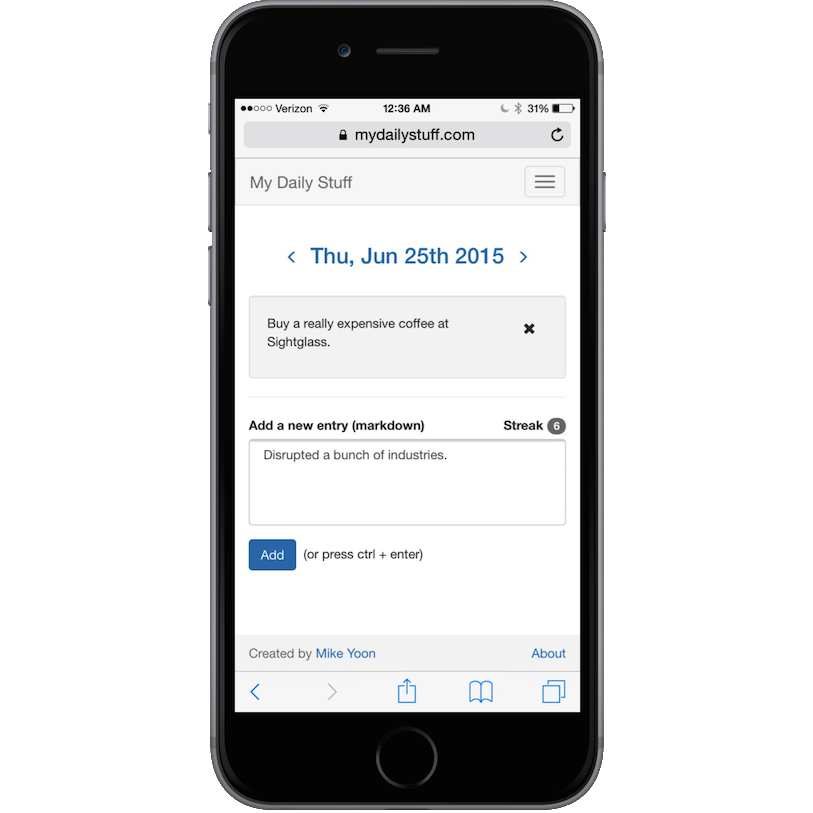 Verizon 12:36 AM 31%
mydailystuff.com
My Daily Stuff
Thu, Jun 25th 2015
Buy a really expensive coffee at
Sightglass.
Add a new entry (markdown) Streak 6
Disrupted a bunch of industries.
Add (or press ctrl + enter)
Created by Mike Yoon About